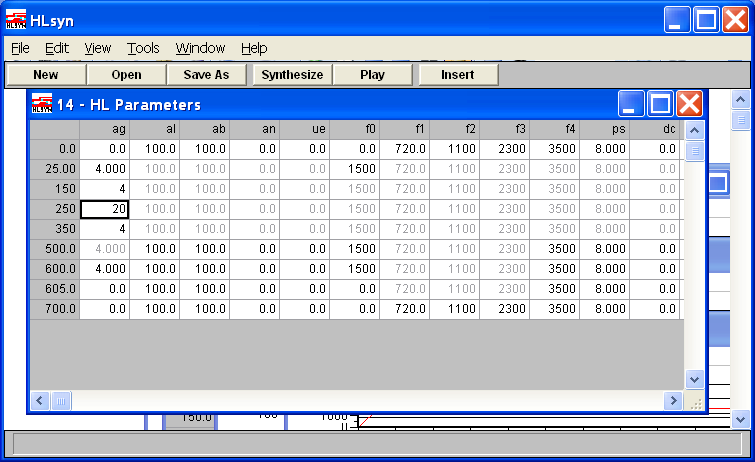 HLsyn
File Edit View Tools Window Help
New Open Save As Synthesize Play Insert
14 - HL Parameters
ag al ab an ue f0 f1 f2 f3 f4 ps dc
0.0 0.0 100.0 100.0 0.0 0.0 0.0 720.0 1100 2300 3500 8.000 0.0
25.00 4.000 100.0 100.0 0.0 0.0 1500 720.0 1100 2300 3500 8.000 0.0
150 4 100.0 100.0 0.0 0.0 1500 720.0 1100 2300 3500 8.000 0.0
250 20 100.0 100.0 0.0 0.0 1500 720.0 1100 2300 3500 8.000 0.0
350 4 100.0 100.0 0.0 0.0 1500 720.0 1100 2300 3500 8.000 0.0
500.0 4.000 100.0 100.0 0.0 0.0 1500 720.0 1100 2300 3500 8.000 0.0
600.0 4.000 100.0 100.0 0.0 0.0 1500 720.0 1100 2300 3500 8.000 0.0
605.0 0.0 100.0 100.0 0.0 0.0 0.0 720.0 1100 2300 3500 8.000 0.0
700.0 0.0 100.0 100.0 0.0 0.0 0.0 720.0 1100 2300 3500 8.000 0.0
150.0 100 1000